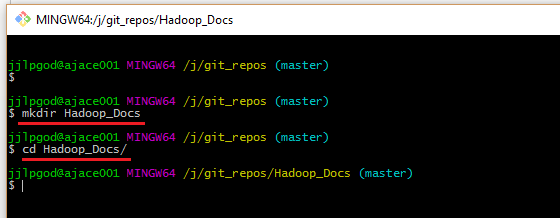 MINGW64:/j/git_repos/Hadoop_Docs
jjlpgod@ajace001 MINGW64 /j/git_repos (master)
$
jjlpgod@ajace001 MINGW64 /j/git_repos (master)
$ mkdir Hadoop_Docs
jjlpgod@ajace001 MINGW64 /j/git_repos (master)
$ cd Hadoop_Docs/
jjlpgod@ajace001 MINGW64 /j/git_repos/Hadoop_Docs (master)
$